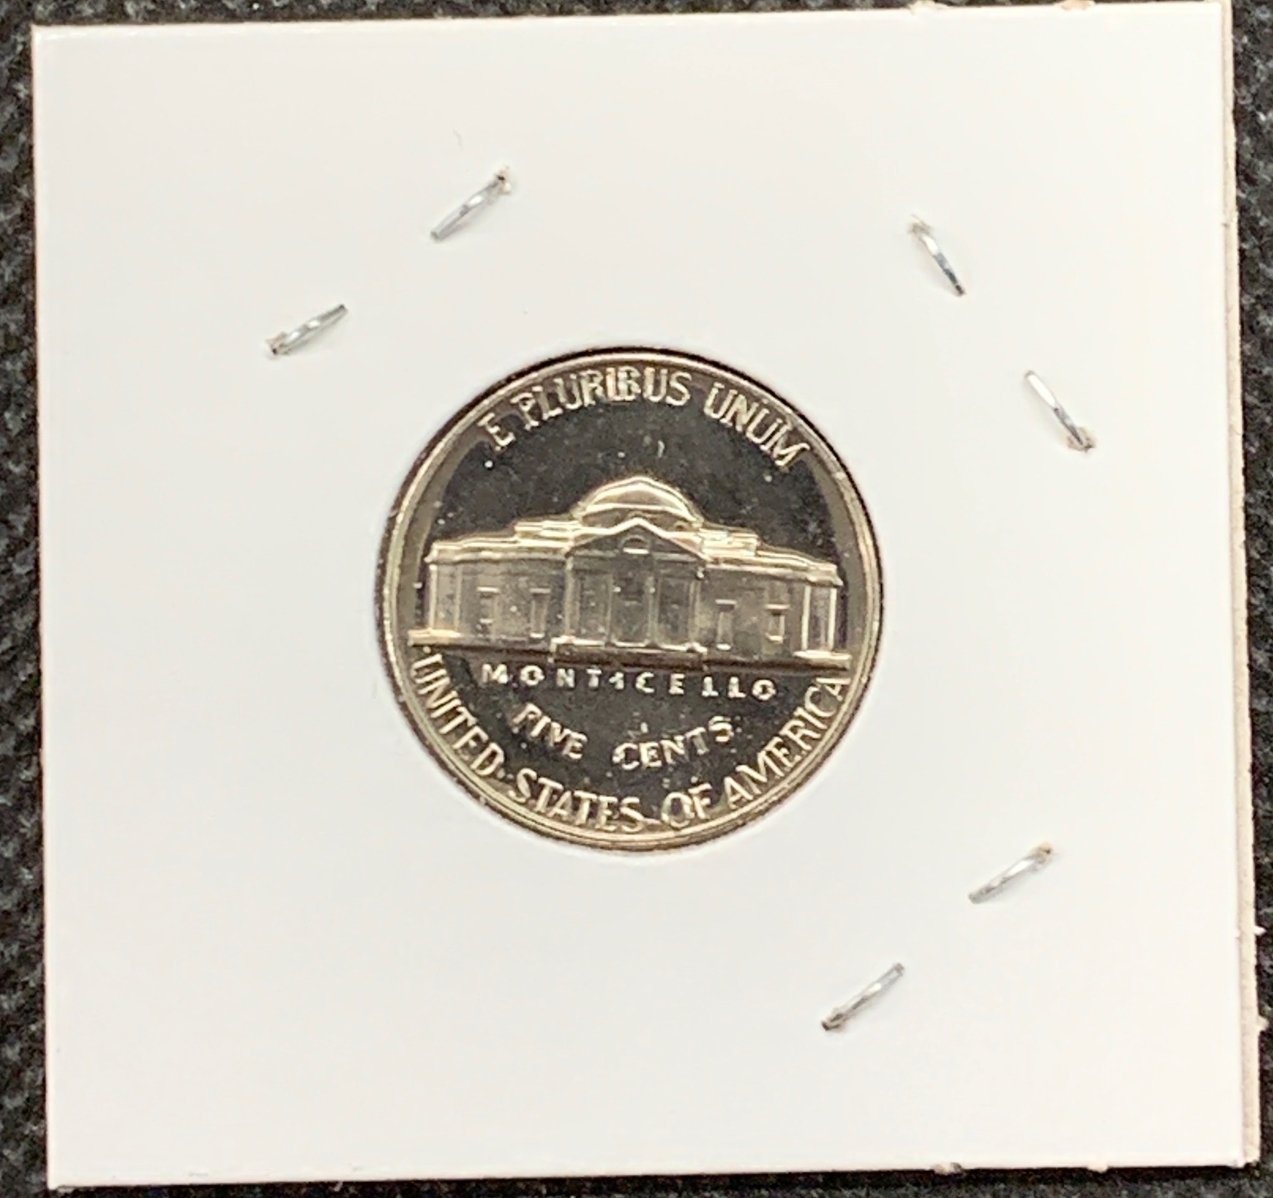 E PLURIBUS UNUM
MONTICELLO
FIVE CENTS
UNITED STATES OF AMERICA